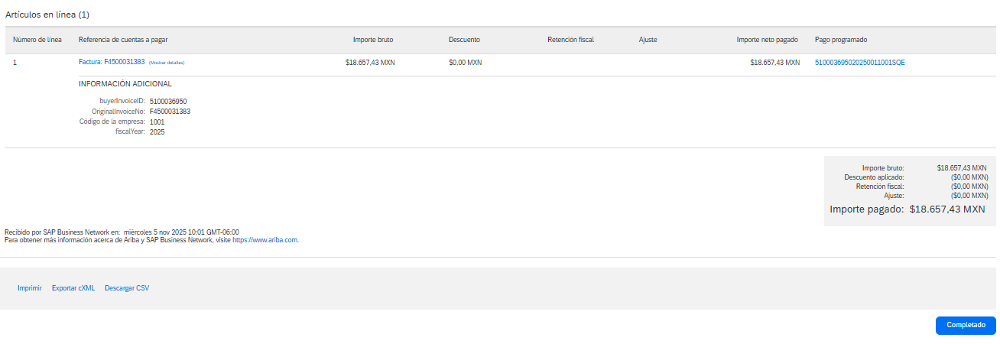 Artículos en línea (1)
Número de línea Referencia de cuentas a pagar Importe bruto Descuento Retención fiscal Ajuste Importe neto pagado Pago programado
1 Factura: F4500031383 (Mostrar detalles) $18.657,43 MXN $0,00 MXN $18.657,43 MXN 510003695020250011001SQE
INFORMACIÓN ADICIONAL
buyerInvoiceID: 5100036950
OriginalInvoiceNo: F4500031383
Código de la empresa: 1001
fiscalYear: 2025
Importe bruto: $18.657,43 MXN
Descuento aplicado: ($0,00 MXN)
Retención fiscal: ($0,00 MXN)
Ajuste: ($0,00 MXN)
Importe pagado: $18.657,43 MXN
Recibido por SAP Business Network en: miércoles 5 nov 2025 10:01 GMT-06:00
Para obtener más información acerca de Ariba y SAP Business Network, visite https://www.ariba.com.
Imprimir Exportar cXML Descargar CSV
Completado